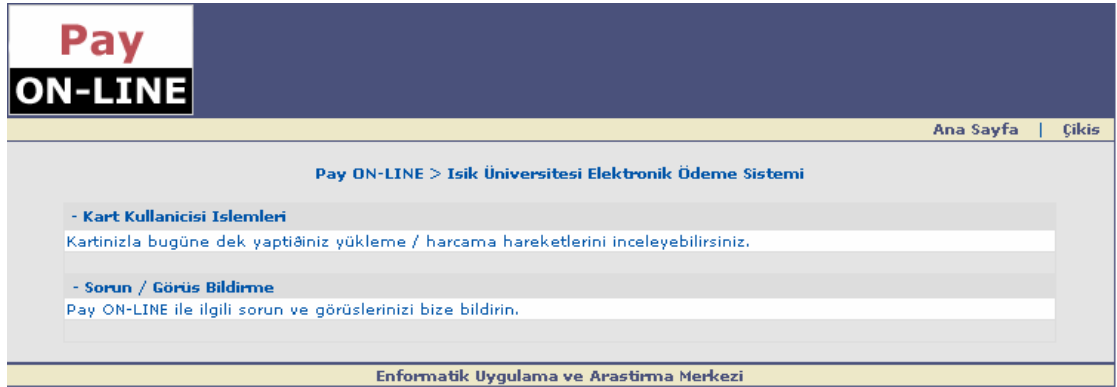 Pay
ON-LINE
Ana Sayfa | Çikis
Pay ON-LINE > Isik Üniversitesi Elektronik Ödeme Sistemi
- Kart Kullanicisi Islemleri
Kartinizla bugüne dek yaptiðiniz yükleme / harcama hareketlerini inceleyebilirsiniz.
- Sorun / Görüs Bildirme
Pay ON-LINE ile ilgili sorun ve görüslerinizi bize bildirin.
Enformatik Uygulama ve Arastirma Merkezi